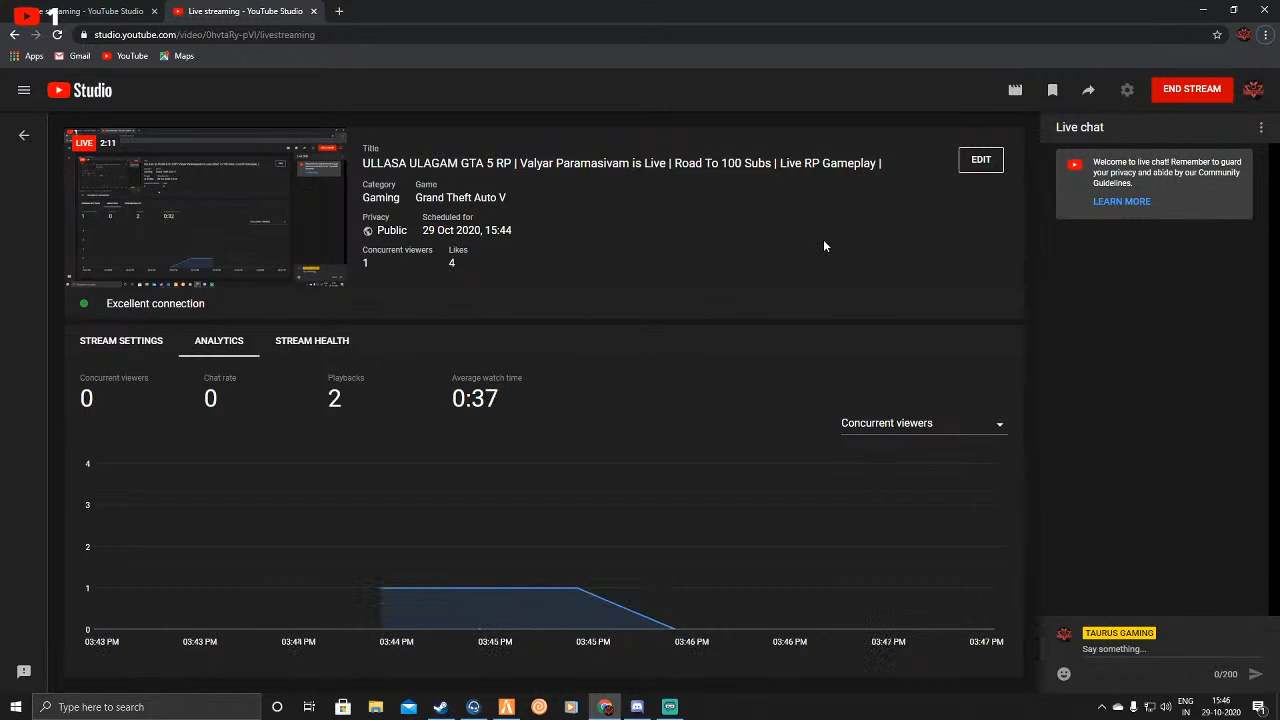 1
streaming - YouTube Studio
Live streaming - YouTube Studio
studio.youtube.com/video/0hvtaRy-pVI/livestreaming
Apps Gmail YouTube Maps
Studio
END STREAM
LIVE 2:11
Title
ULLASA ULAGAM GTA 5 RP | Valyar Paramasivam is Live | Road To 100 Subs | Live RP Gameplay |
EDIT
Category Game
Gaming Grand Theft Auto V
Privacy Scheduled for
Public 29 Oct 2020, 15:44
Concurrent viewers Likes
1 4
Excellent connection
STREAM SETTINGS ANALYTICS STREAM HEALTH
Concurrent viewers Chat rate Playbacks Average watch time
0 0 2 0:37
Concurrent viewers
4
3
2
1
0
03:43 PM 03:43 PM 03:44 PM 03:44 PM 03:45 PM 03:45 PM 03:46 PM 03:46 PM 03:47 PM 03:47 PM
Live chat
Welcome to live chat! Remember to guard
your privacy and abide by our Community
Guidelines.
LEARN MORE
TAURUS GAMING
Say something...
0/200
Type here to search
ENG
IN
15:46
29-10-2020